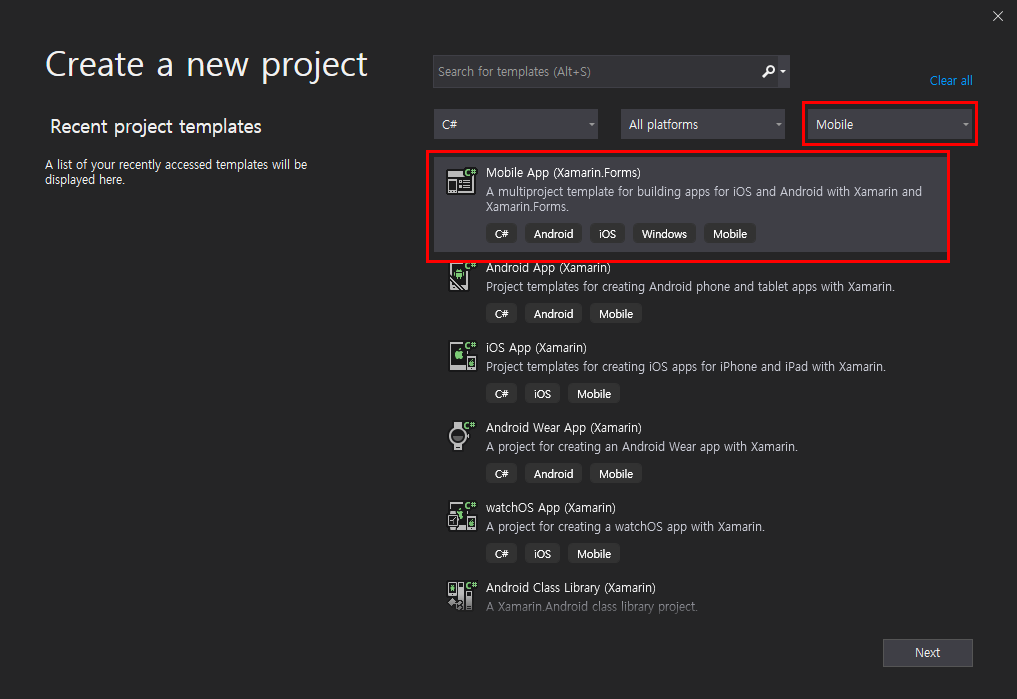 Create a new project
Recent project templates
A list of your recently accessed templates will be
displayed here.
Search for templates (Alt+S)
Clear all
C#
All platforms
Mobile
Mobile App (Xamarin.Forms)
A multiproject template for building apps for iOS and Android with Xamarin and
Xamarin.Forms.
C# Android iOS Windows Mobile
Android App (Xamarin)
Project templates for creating Android phone and tablet apps with Xamarin.
C# Android Mobile
iOS App (Xamarin)
Project templates for creating iOS apps for iPhone and iPad with Xamarin.
C# iOS Mobile
Android Wear App (Xamarin)
A project for creating an Android Wear app with Xamarin.
C# Android Mobile
watchOS App (Xamarin)
A project for creating a watchOS app with Xamarin.
C# iOS Mobile
Android Class Library (Xamarin)
A Xamarin.Android class library project.
Next